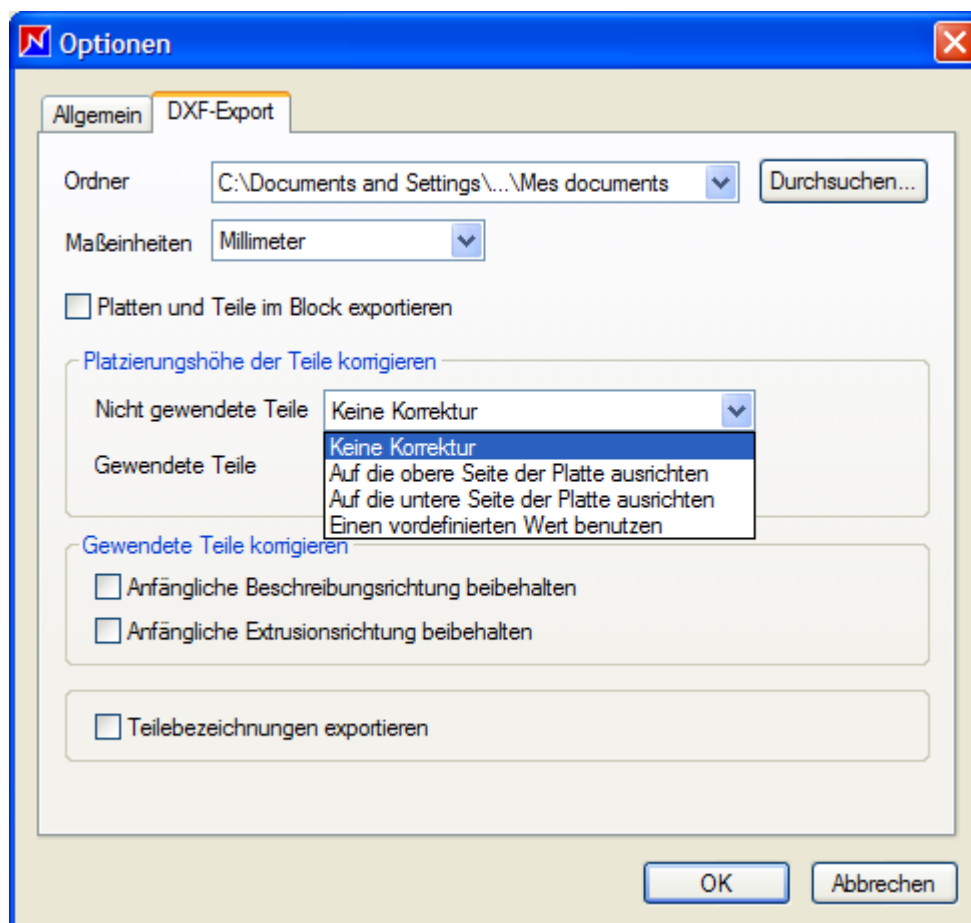 Optionen
Allgemein DXF-Export
Ordner C:\Documents and Settings\...\Mes documents Durchsuchen...
Maßeinheiten Millimeter
Platten und Teile im Block exportieren
Platzierungshöhe der Teile korrigieren
Nicht gewendete Teile Keine Korrektur
Keine Korrektur
Gewendete Teile Auf die obere Seite der Platte ausrichten
Auf die untere Seite der Platte ausrichten
Einen vordefinierten Wert benutzen
Gewendete Teile korrigieren
Anfängliche Beschreibungsrichtung beibehalten
Anfängliche Extrusionsrichtung beibehalten
Teilebezeichnungen exportieren
OK Abbrechen